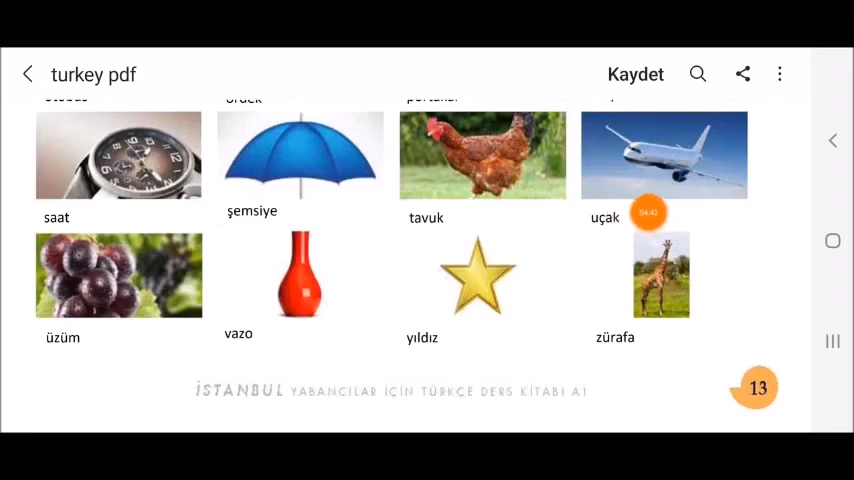 turkey pdf
Kaydet
saat
şemsiye
tavuk
uçak
04:42
üzüm
vazo
yıldız
zürafa
İSTANBUL YABANCILAR İÇİN TÜRKÇE DERS KİTABI A1
13